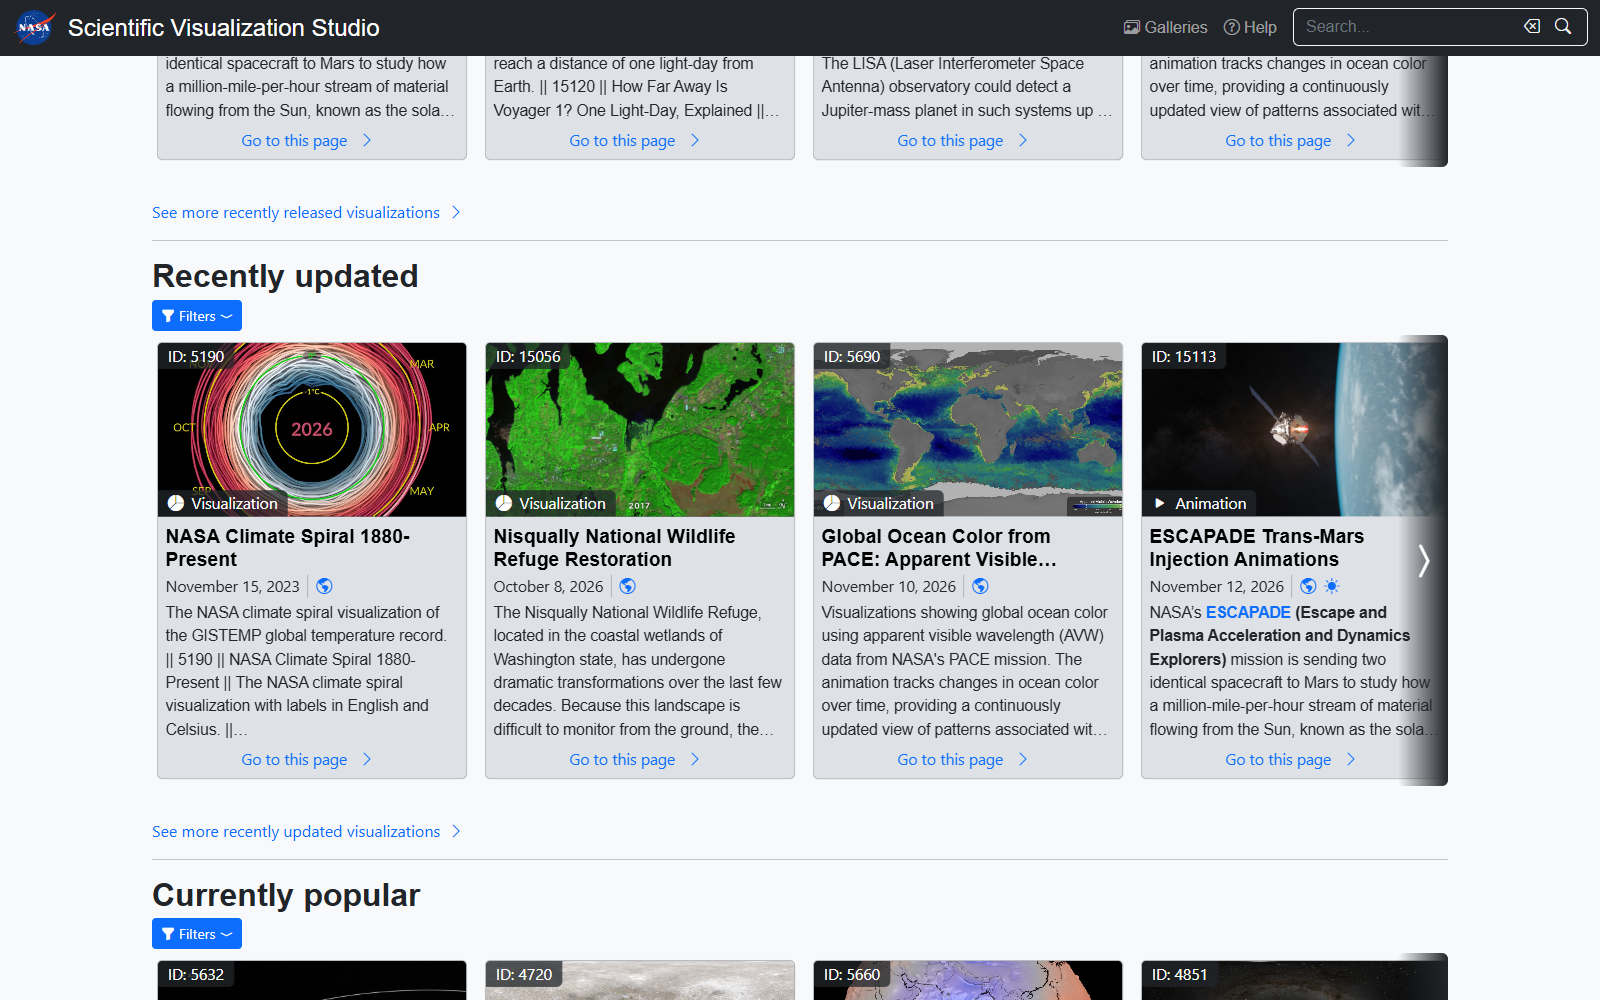 NASA Scientific Visualization Studio
Galleries
Help
Search...
identical spacecraft to Mars to study how
a million-mile-per-hour stream of material
flowing from the Sun, known as the sola…
Go to this page
reach a distance of one light-day from
Earth. || 15120 || How Far Away Is
Voyager 1? One Light-Day, Explained ||…
Go to this page
The LISA (Laser Interferometer Space
Antenna) observatory could detect a
Jupiter-mass planet in such systems up …
Go to this page
animation tracks changes in ocean color
over time, providing a continuously
updated view of patterns associated wit…
Go to this page
See more recently released visualizations
Recently updated
Filters
ID: 5190
MAR
-1°C
OCT
2026
APR
SEP
MAY
Visualization
NASA Climate Spiral 1880-
Present
November 15, 2023
The NASA climate spiral visualization of
the GISTEMP global temperature record.
|| 5190 || NASA Climate Spiral 1880-
Present || The NASA climate spiral
visualization with labels in English and
Celsius. ||…
Go to this page
ID: 15056
Visualization
2017
Nisqually National Wildlife
Refuge Restoration
October 8, 2026
The Nisqually National Wildlife Refuge,
located in the coastal wetlands of
Washington state, has undergone
dramatic transformations over the last few
decades. Because this landscape is
difficult to monitor from the ground, the…
Go to this page
ID: 5690
Visualization
Global Ocean Color from
PACE: Apparent Visible…
November 10, 2026
Visualizations showing global ocean color
using apparent visible wavelength (AVW)
data from NASA's PACE mission. The
animation tracks changes in ocean color
over time, providing a continuously
updated view of patterns associated wit…
Go to this page
ID: 15113
Animation
ESCAPADE Trans-Mars
Injection Animations
November 12, 2026
NASA’s ESCAPADE (Escape and
Plasma Acceleration and Dynamics
Explorers) mission is sending two
identical spacecraft to Mars to study how
a million-mile-per-hour stream of material
flowing from the Sun, known as the sola…
Go to this page
See more recently updated visualizations
Currently popular
Filters
ID: 5632
ID: 4720
ID: 5660
ID: 4851